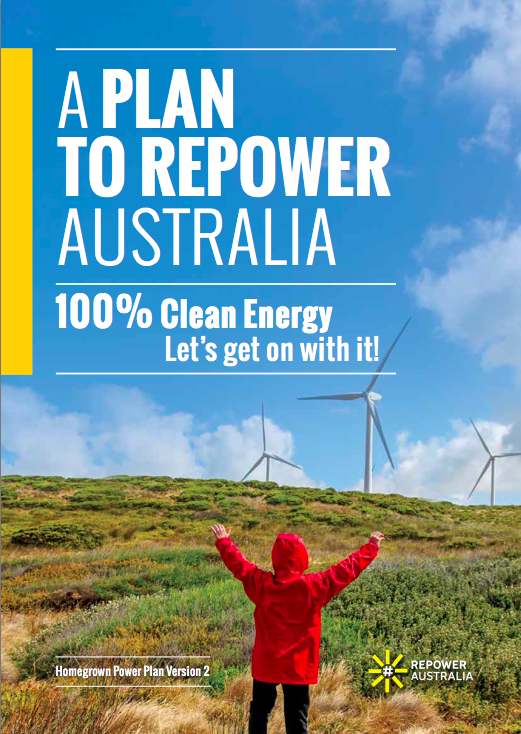 A PLAN
TO REPOWER
AUSTRALIA
100% Clean Energy
Let's get on with it!
Homegrown Power Plan Version 2
#
REPOWER
AUSTRALIA